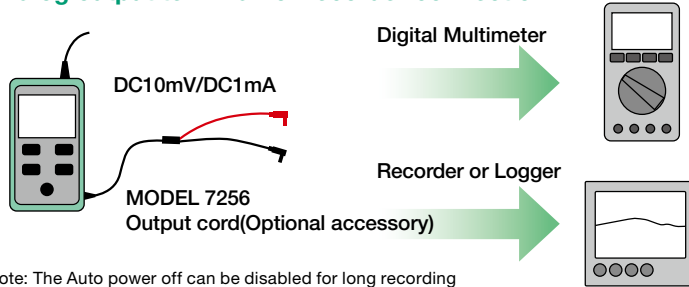 Digital Multimeter
DC10mV/DC1mA
Recorder or Logger
MODEL 7256
Output cord(Optional accessory)
ote: The Auto power off can be disabled for long recording